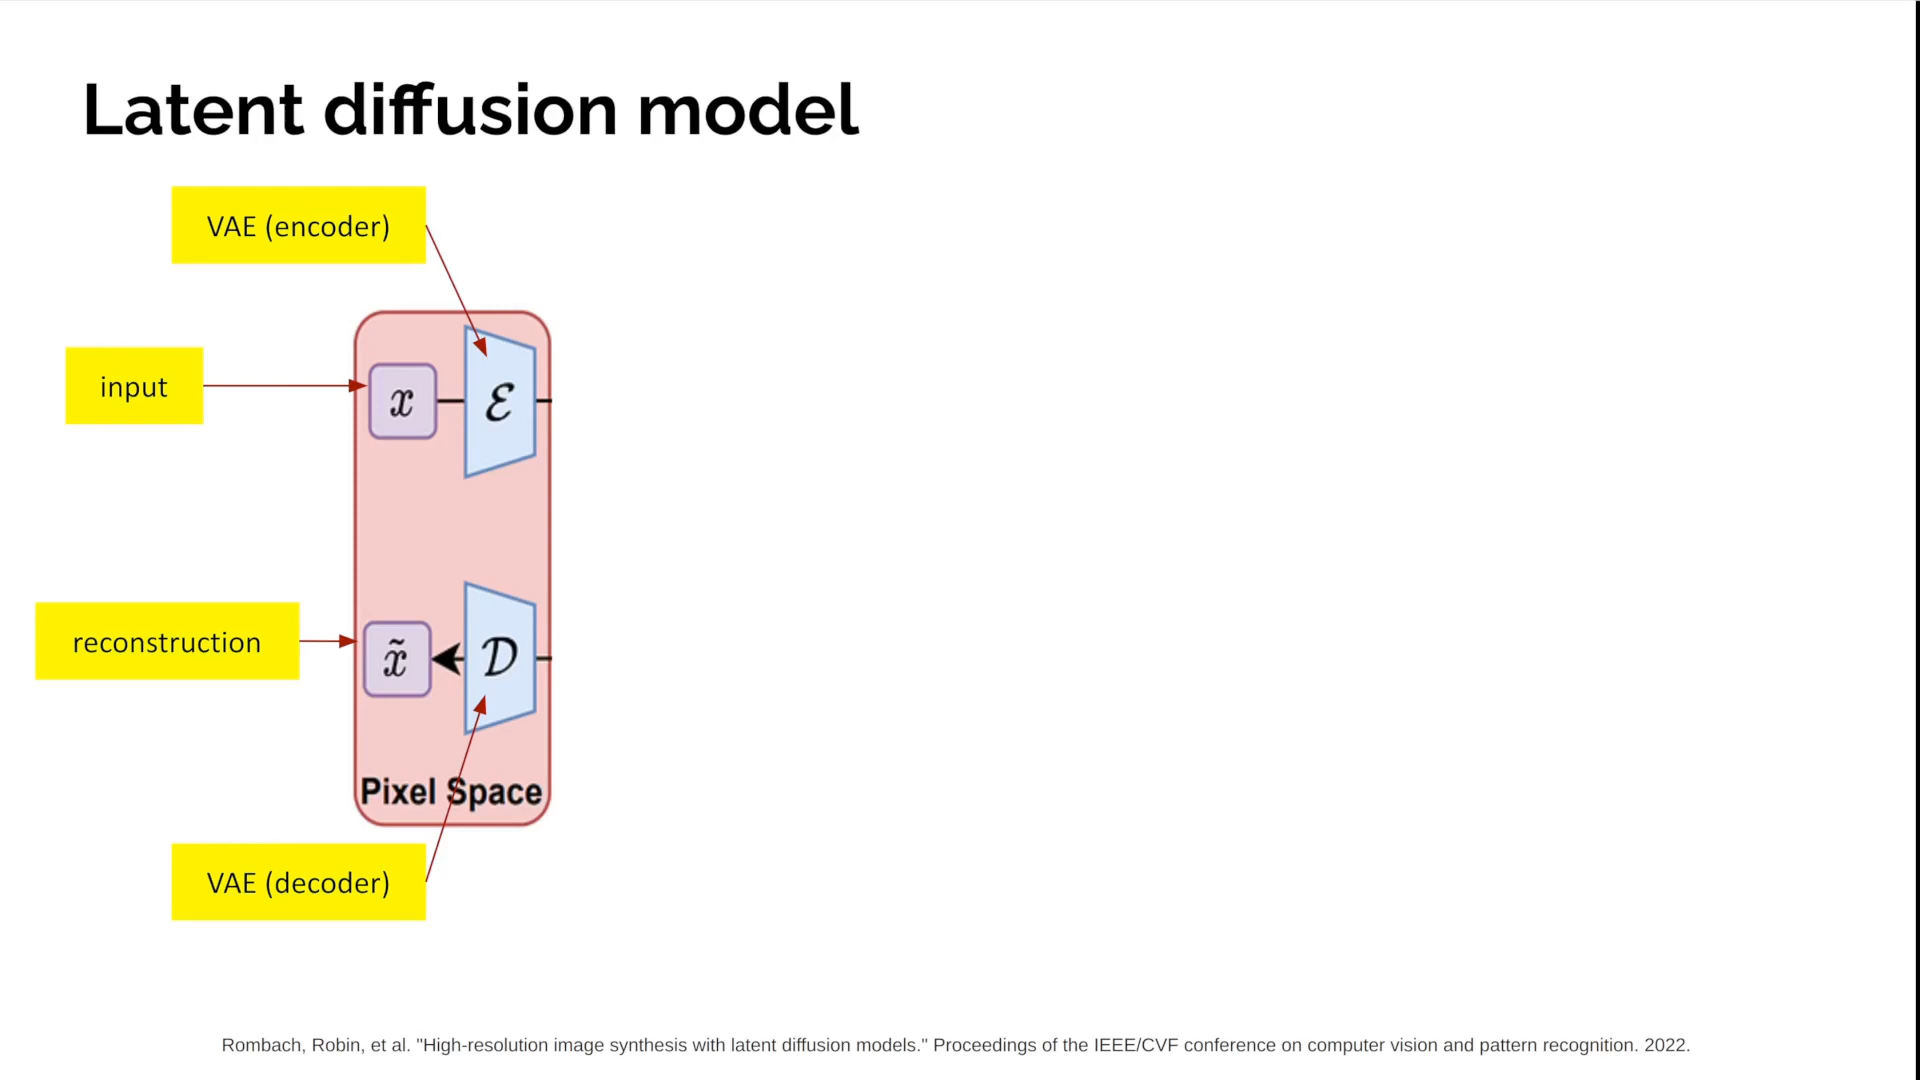 Latent diffusion model
VAE (encoder)
input
x
ℰ
reconstruction
x̃
𝒟
Pixel Space
VAE (decoder)
Rombach, Robin, et al. "High-resolution image synthesis with latent diffusion models." Proceedings of the IEEE/CVF conference on computer vision and pattern recognition. 2022.